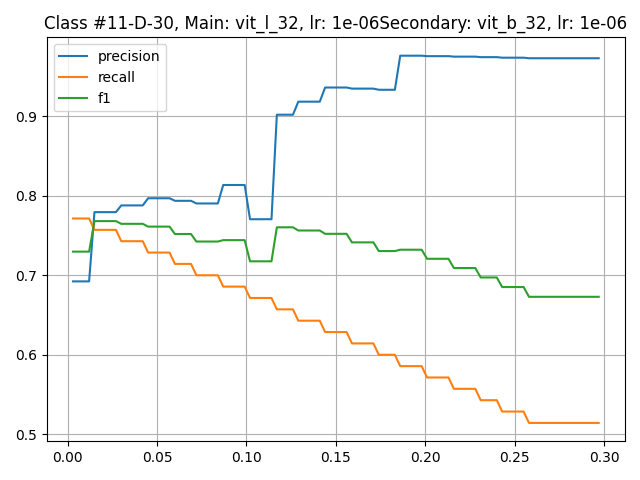 Class #11-D-30, Main: vit_l_32, lr: 1e-06Secondary: vit_b_32, lr: 1e-06
precision
recall
f1
0.9
0.8
0.7
0.6
0.5
0.00 0.05 0.10 0.15 0.20 0.25 0.30